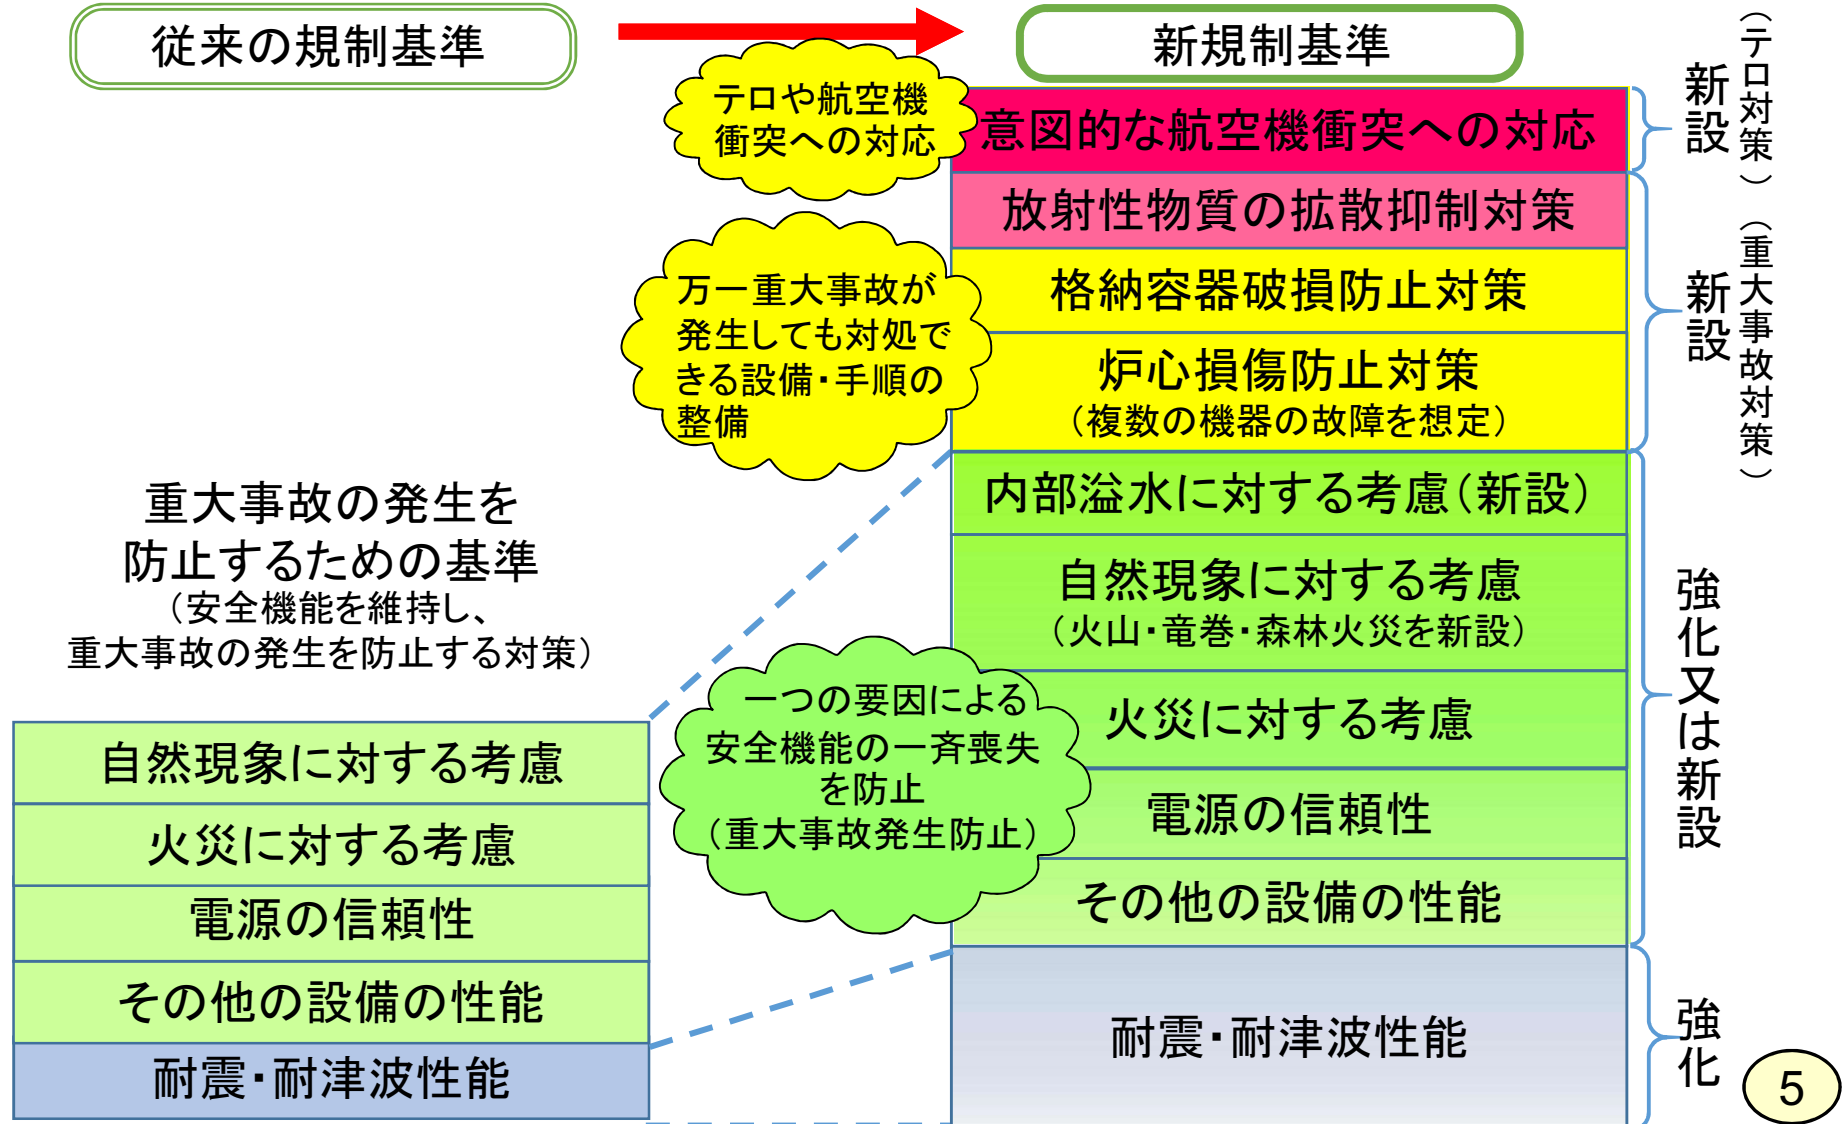 従来の規制基準
新規制基準
テロや航空機
衝突への対応
意図的な航空機衝突への対応
新設
（テロ対策）
放射性物質の拡散抑制対策
万一重大事故が
発生しても対処で
きる設備・手順の
整備
格納容器破損防止対策
炉心損傷防止対策
（複数の機器の故障を想定）
新設
（重大事故対策）
重大事故の発生を
防止するための基準
（安全機能を維持し、
重大事故の発生を防止する対策）
内部溢水に対する考慮（新設）
自然現象に対する考慮
（火山・竜巻・森林火災を新設）
一つの要因による
安全機能の一斉喪失
を防止
（重大事故発生防止）
火災に対する考慮
電源の信頼性
その他の設備の性能
強化又は新設
自然現象に対する考慮
火災に対する考慮
電源の信頼性
その他の設備の性能
耐震・耐津波性能
耐震・耐津波性能
強化
5